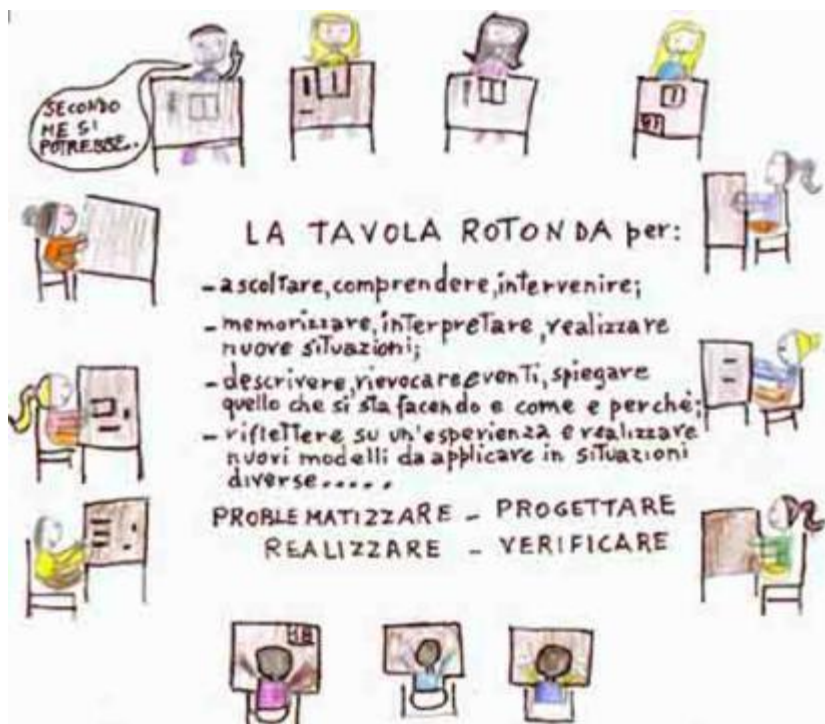 SECONDO
ME SI
POTREBBE..
LA TAVOLA ROTONDA per:
- ascoltare, comprendere, intervenire;
- memorizzare, interpretare, realizzare
nuove situazioni;
- descrivere, rievocare eventi, spiegare
quello che si sta facendo e come e perché;
- riflettere su un'esperienza e realizzare
nuovi modelli da applicare in situazioni
diverse.....
PROBLEMATIZZARE - PROGETTARE
REALIZZARE - VERIFICARE